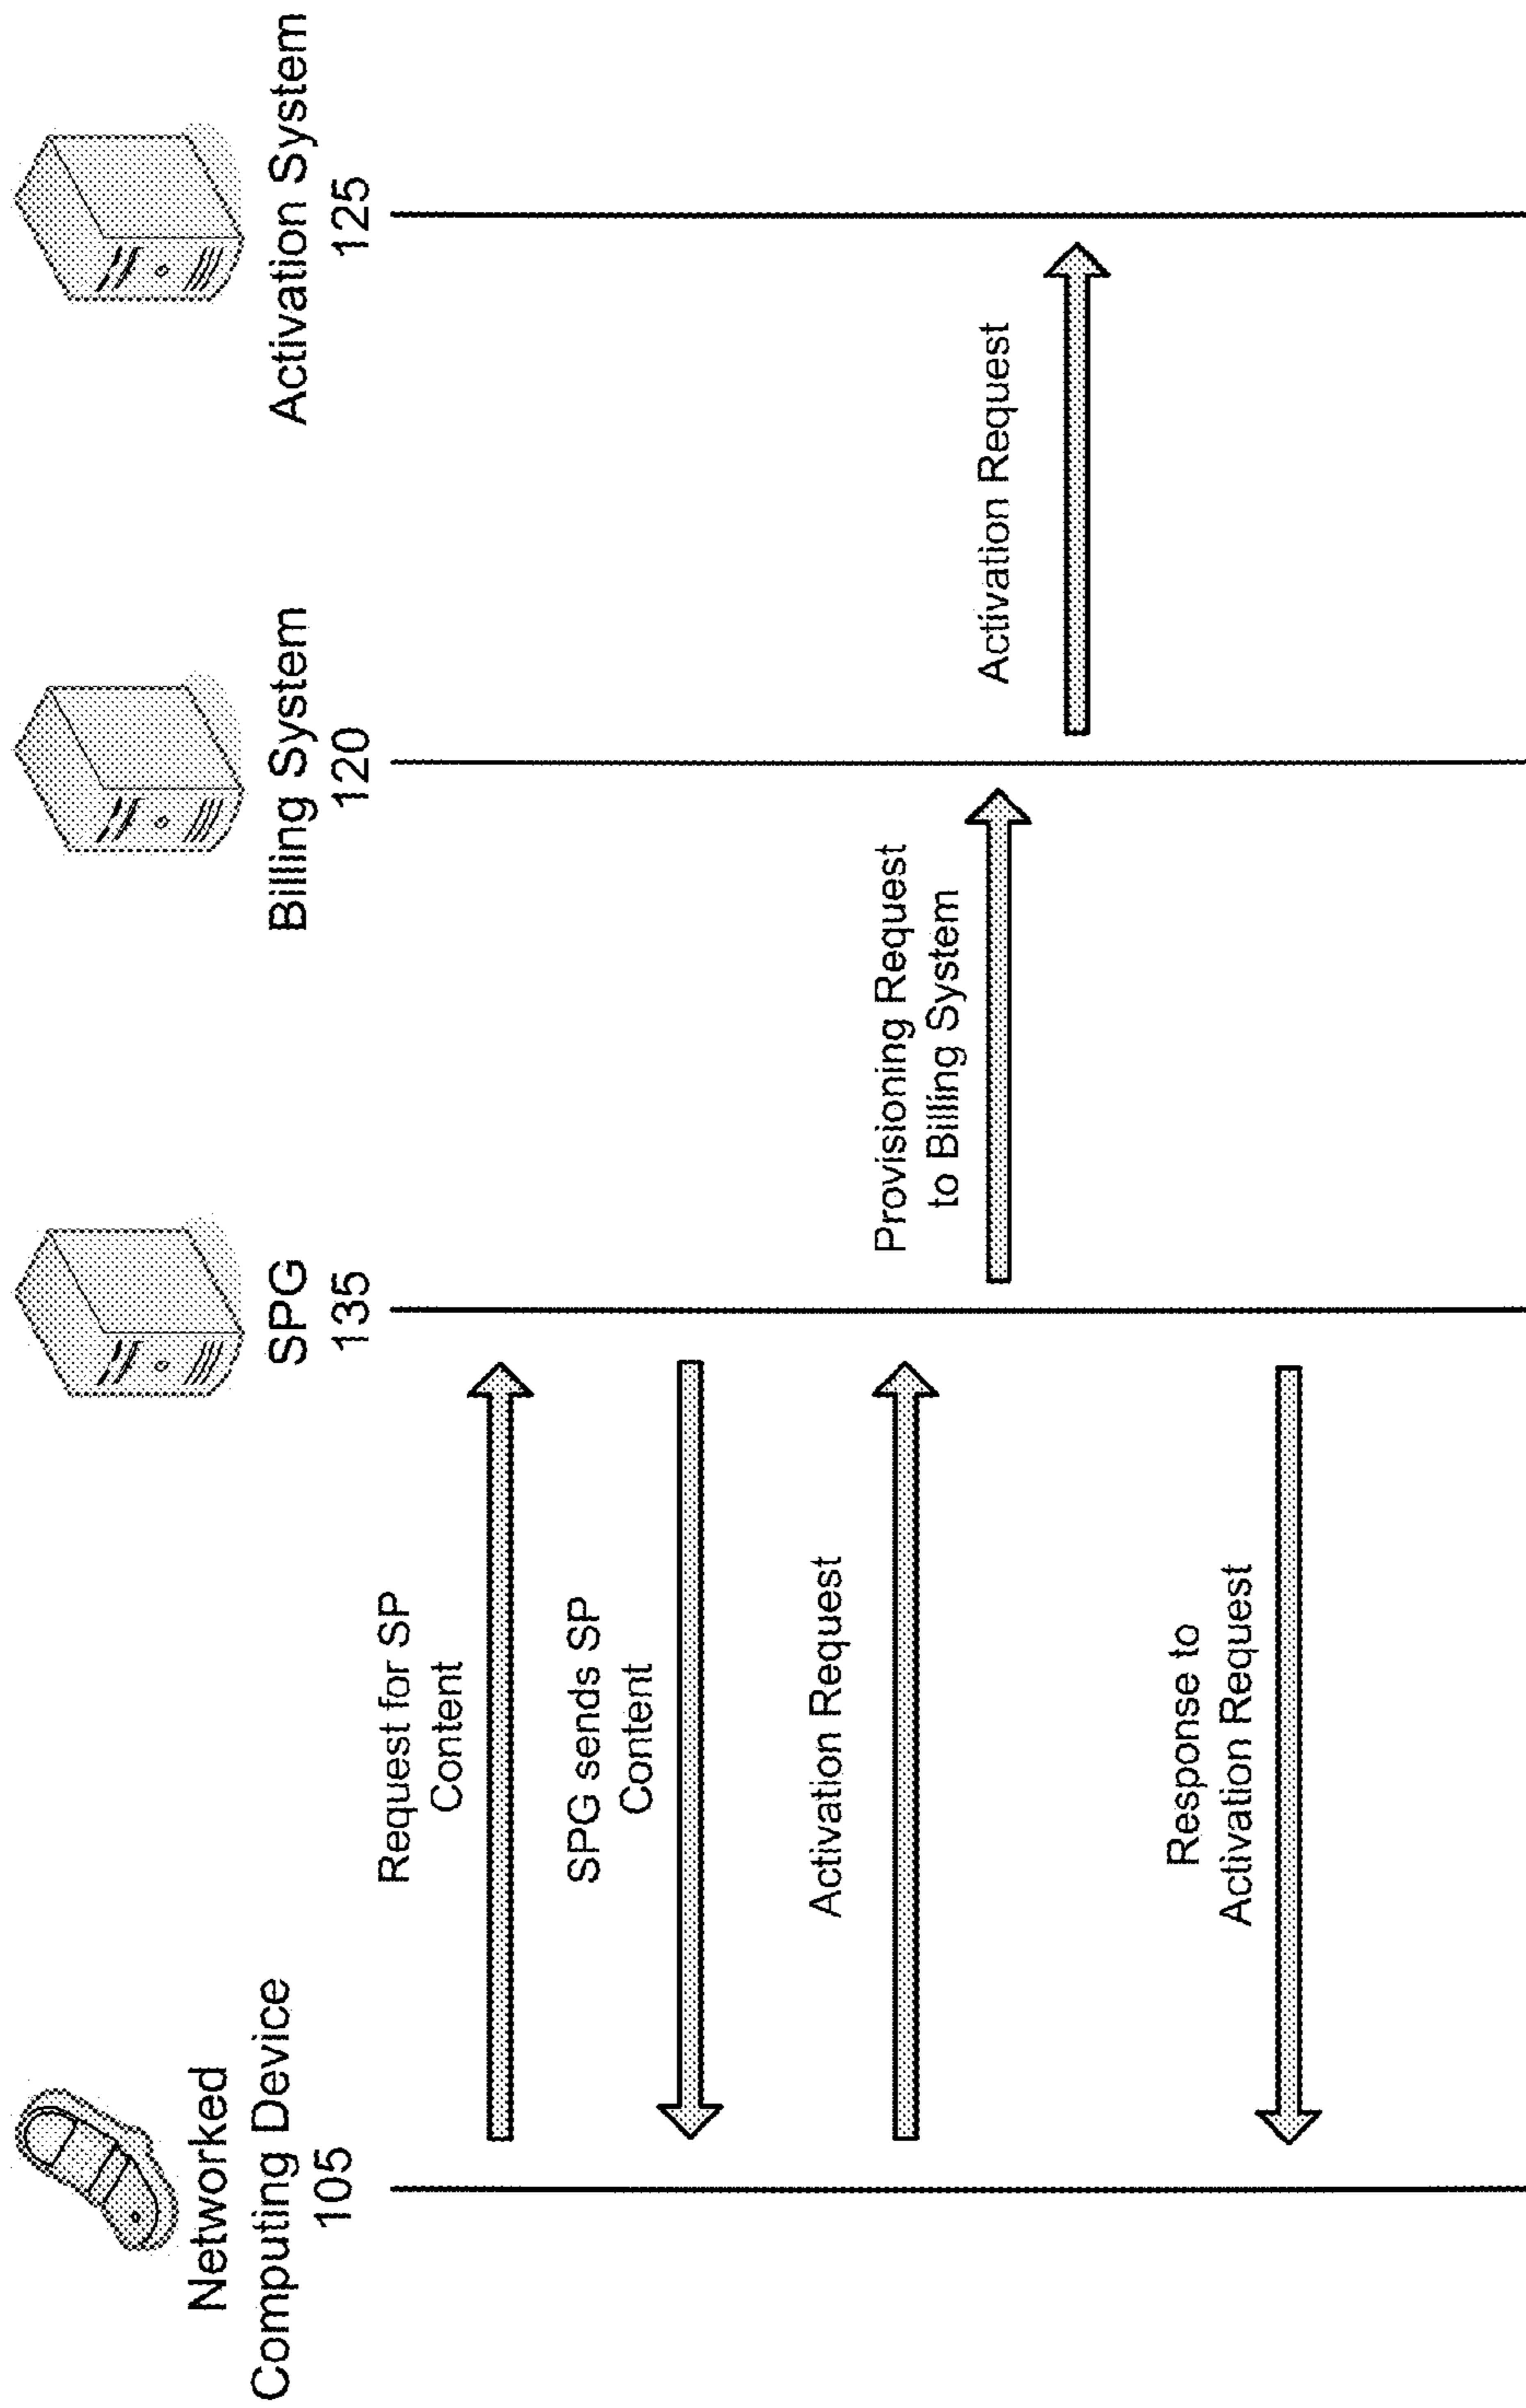 Networked
Computing Device
105
SPG
135
Billing System
120
Activation System
125
Request for SP
Content
SPG sends SP
Content
Activation Request
Provisioning Request
to Billing System
Activation Request
Response to
Activation Request